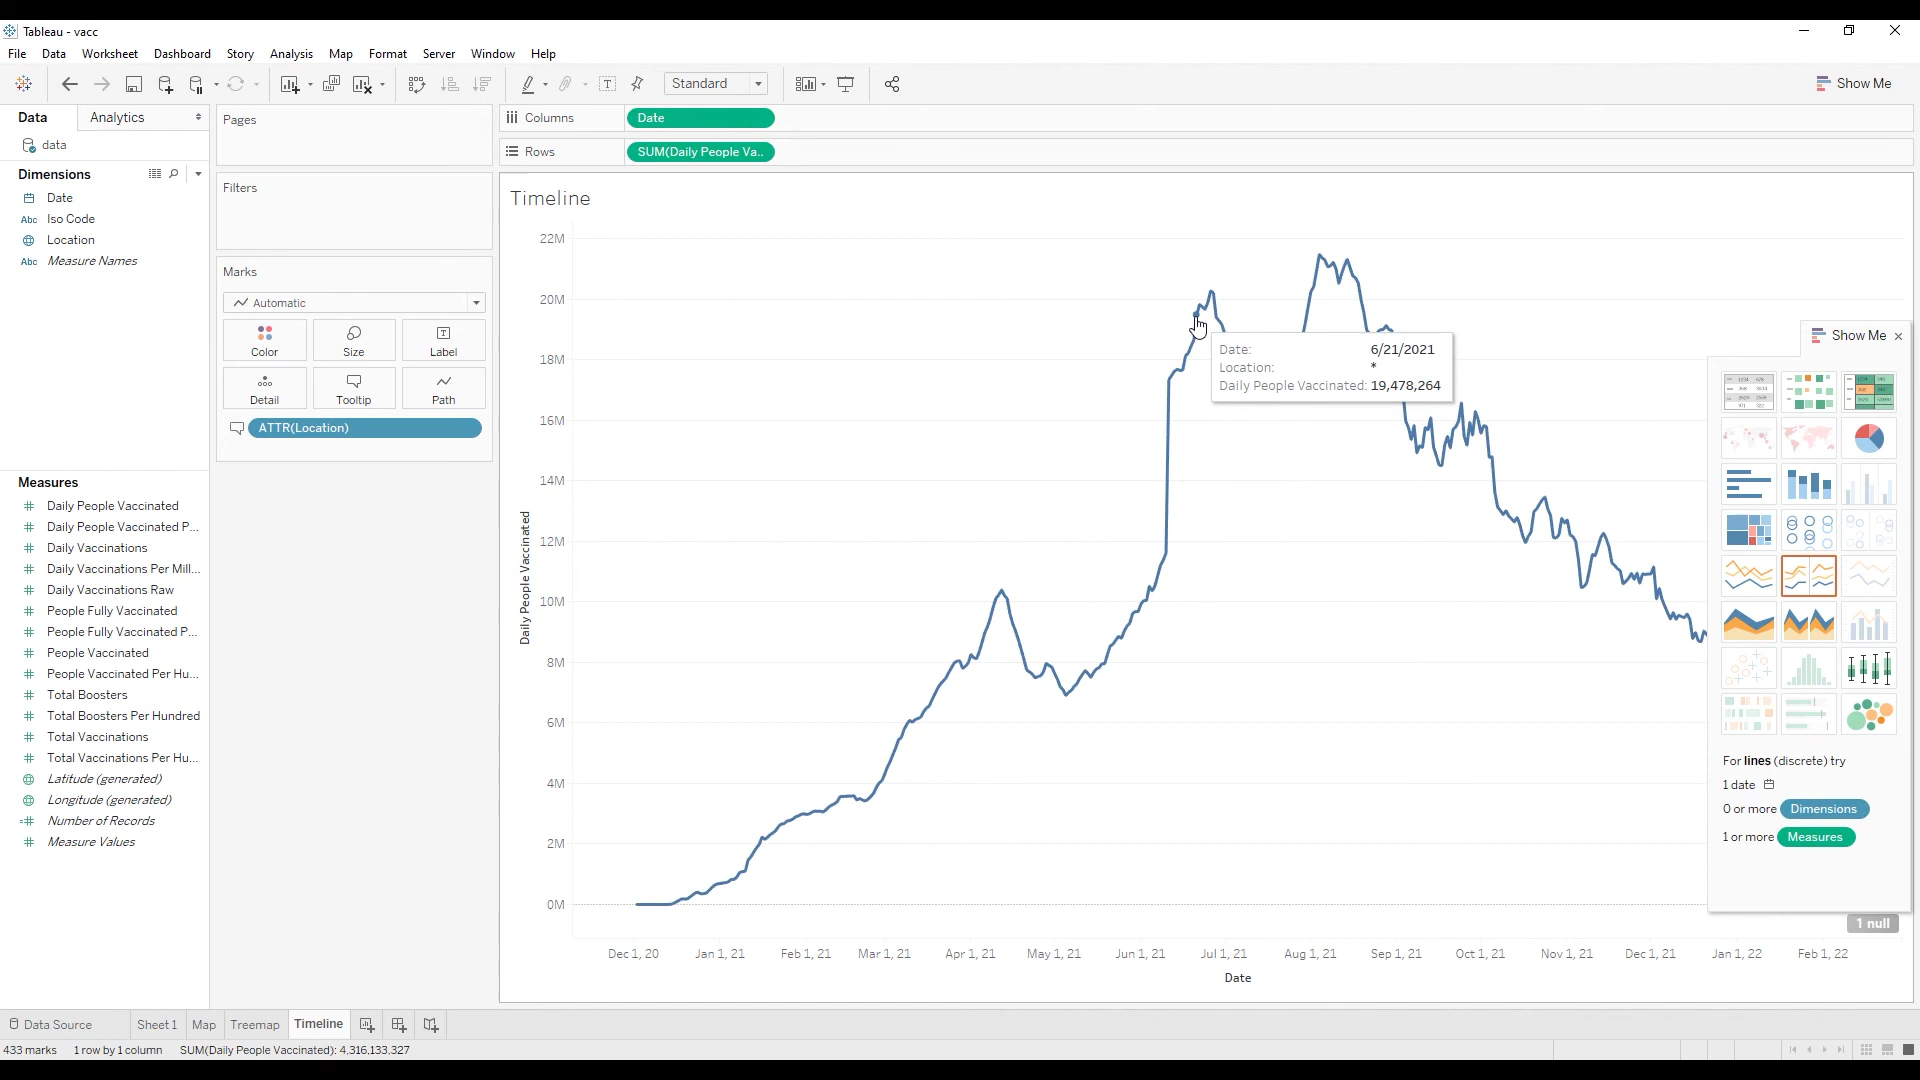 Tableau - vacc
File Data Worksheet Dashboard Story Analysis Map Format Server Window Help
Standard
Show Me
Data Analytics
data
Dimensions
Date
Abc Iso Code
Location
Abc Measure Names
Measures
Daily People Vaccinated
Daily People Vaccinated P...
Daily Vaccinations
Daily Vaccinations Per Mill...
Daily Vaccinations Raw
People Fully Vaccinated
People Fully Vaccinated P...
People Vaccinated
People Vaccinated Per Hu...
Total Boosters
Total Boosters Per Hundred
Total Vaccinations
Total Vaccinations Per Hu...
Latitude (generated)
Longitude (generated)
Number of Records
Measure Values
Pages
Filters
Marks
Automatic
Color Size Label
Detail Tooltip Path
ATTR(Location)
Columns Date
Rows SUM(Daily People Va..
Timeline
22M
20M
18M
16M
14M
12M
10M
8M
6M
4M
2M
0M
Daily People Vaccinated
Date: 6/21/2021
Location: *
Daily People Vaccinated: 19,478,264
Dec 1, 20 Jan 1, 21 Feb 1, 21 Mar 1, 21 Apr 1, 21 May 1, 21 Jun 1, 21 Jul 1, 21 Aug 1, 21 Sep 1, 21 Oct 1, 21 Nov 1, 21 Dec 1, 21 Jan 1, 22 Feb 1, 22
Date
Show Me
For lines (discrete) try
1 date
0 or more Dimensions
1 or more Measures
1 null
Data Source Sheet 1 Map Treemap Timeline
433 marks 1 row by 1 column SUM(Daily People Vaccinated): 4,316,133,327